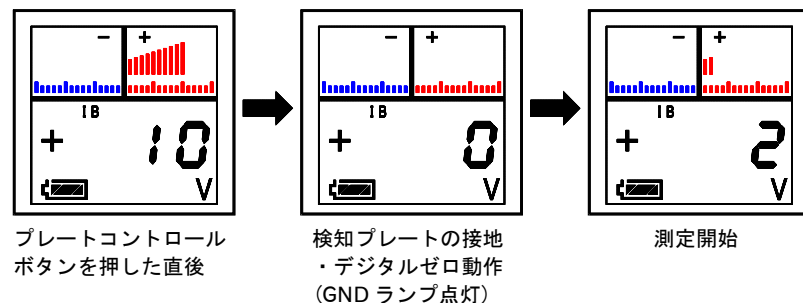 − +
IB
+ 10
V
− +
IB
+ 0
V
− +
IB
+ 2
V
プレートコントロール
ボタンを押した直後
検知プレートの接地
・デジタルゼロ動作
(GND ランプ点灯)
測定開始